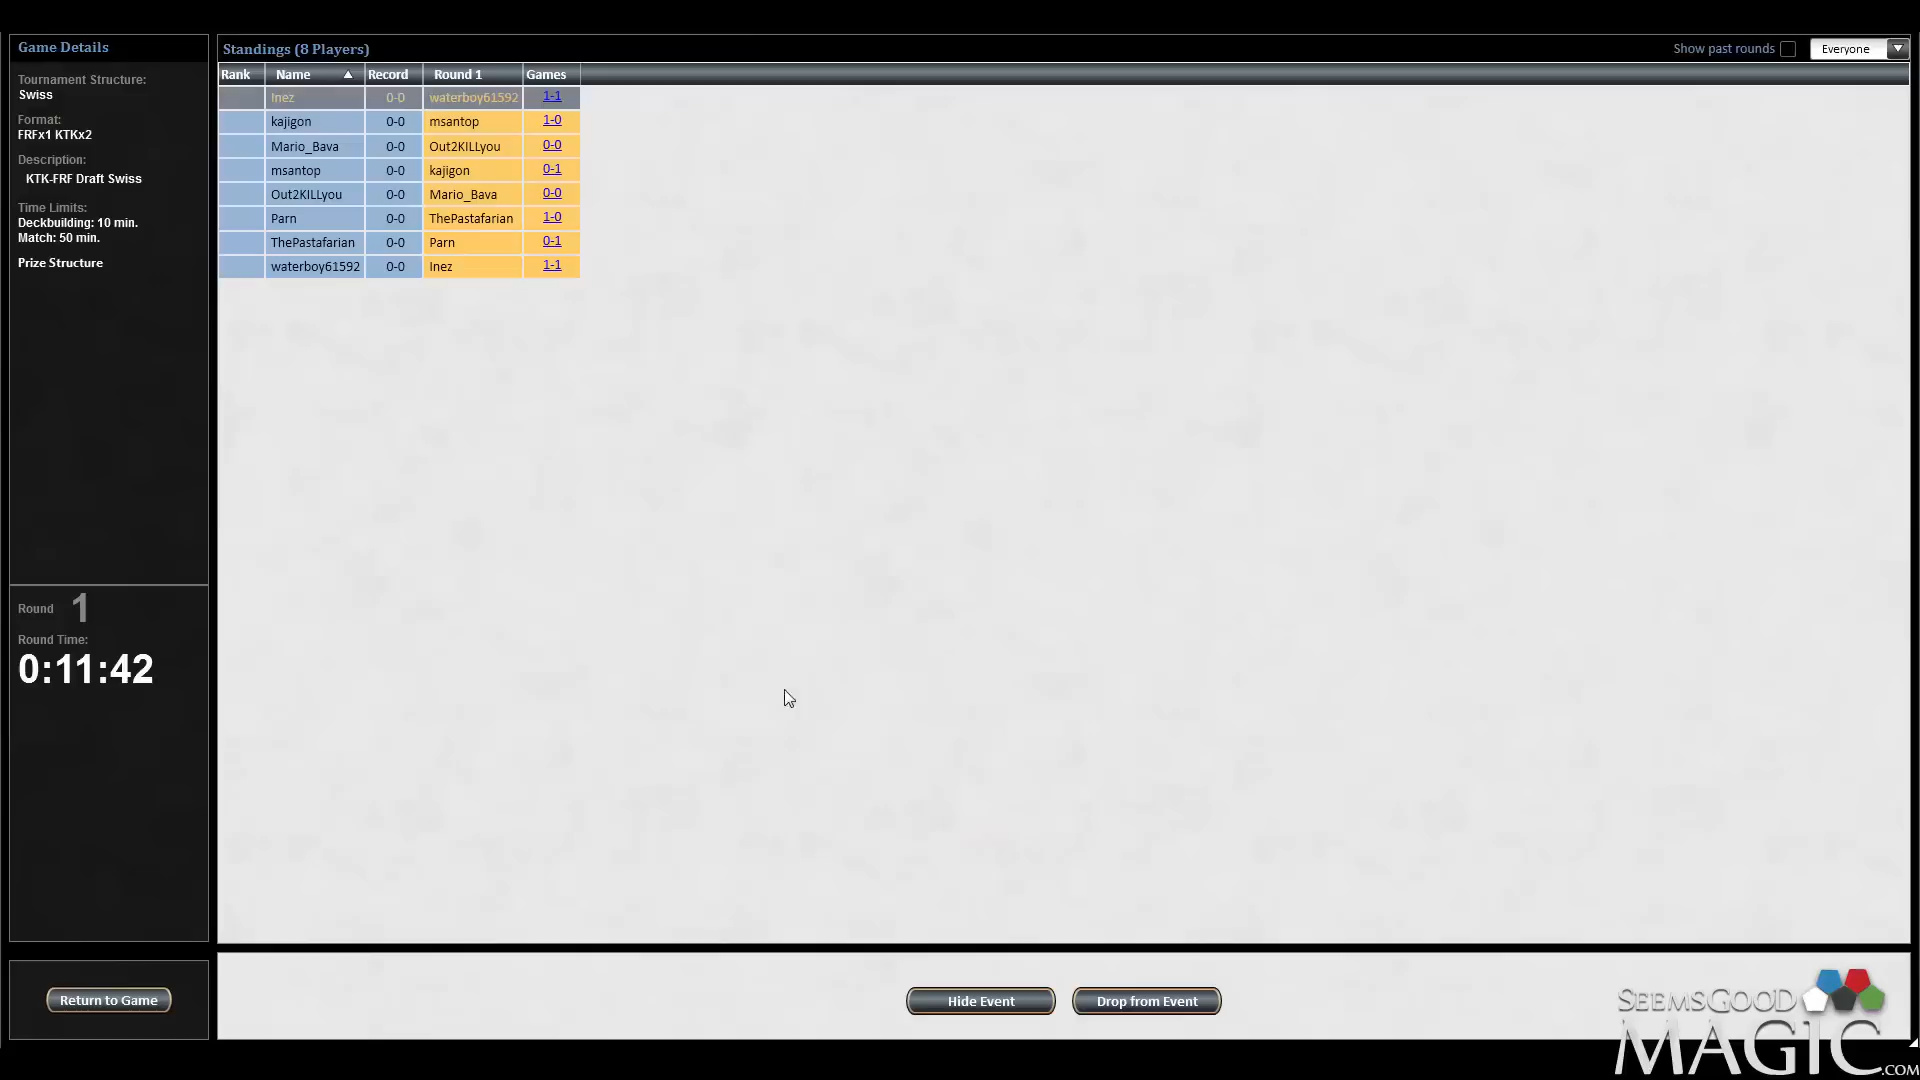 Game Details
Tournament Structure:
Swiss
Format:
FRFx1 KTKx2
Description:
KTK-FRF Draft Swiss
Time Limits:
Deckbuilding: 10 min.
Match: 50 min.
Prize Structure
Round 1
Round Time:
0:11:42
Return to Game
Standings (8 Players)
Show past rounds
Everyone
Rank Name Record Round 1 Games
Inez 0-0 waterboy61592 1-1
kajigon 0-0 msantop 1-0
Mario_Bava 0-0 Out2KILLyou 0-0
msantop 0-0 kajigon 0-1
Out2KILLyou 0-0 Mario_Bava 0-0
Parn 0-0 ThePastafarian 1-0
ThePastafarian 0-0 Parn 0-1
waterboy61592 0-0 Inez 1-1
Hide Event
Drop from Event
SEEMSGOOD
MAGIC.COM